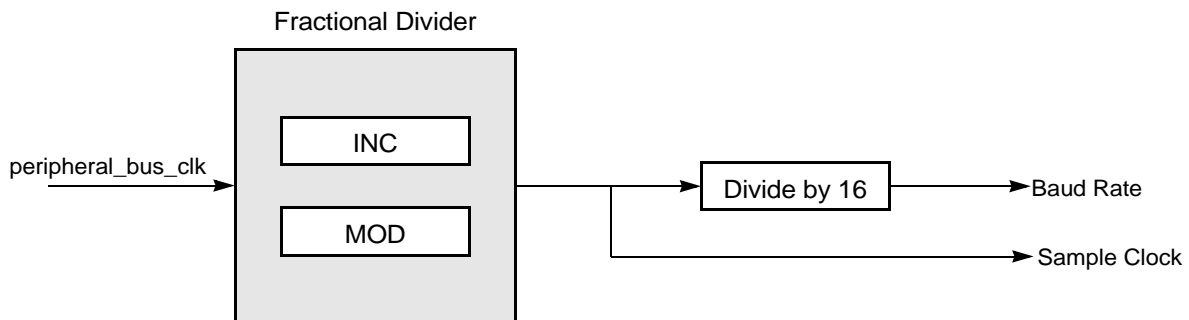 Fractional Divider
INC
peripheral_bus_clk
MOD
Divide by 16
Baud Rate
Sample Clock